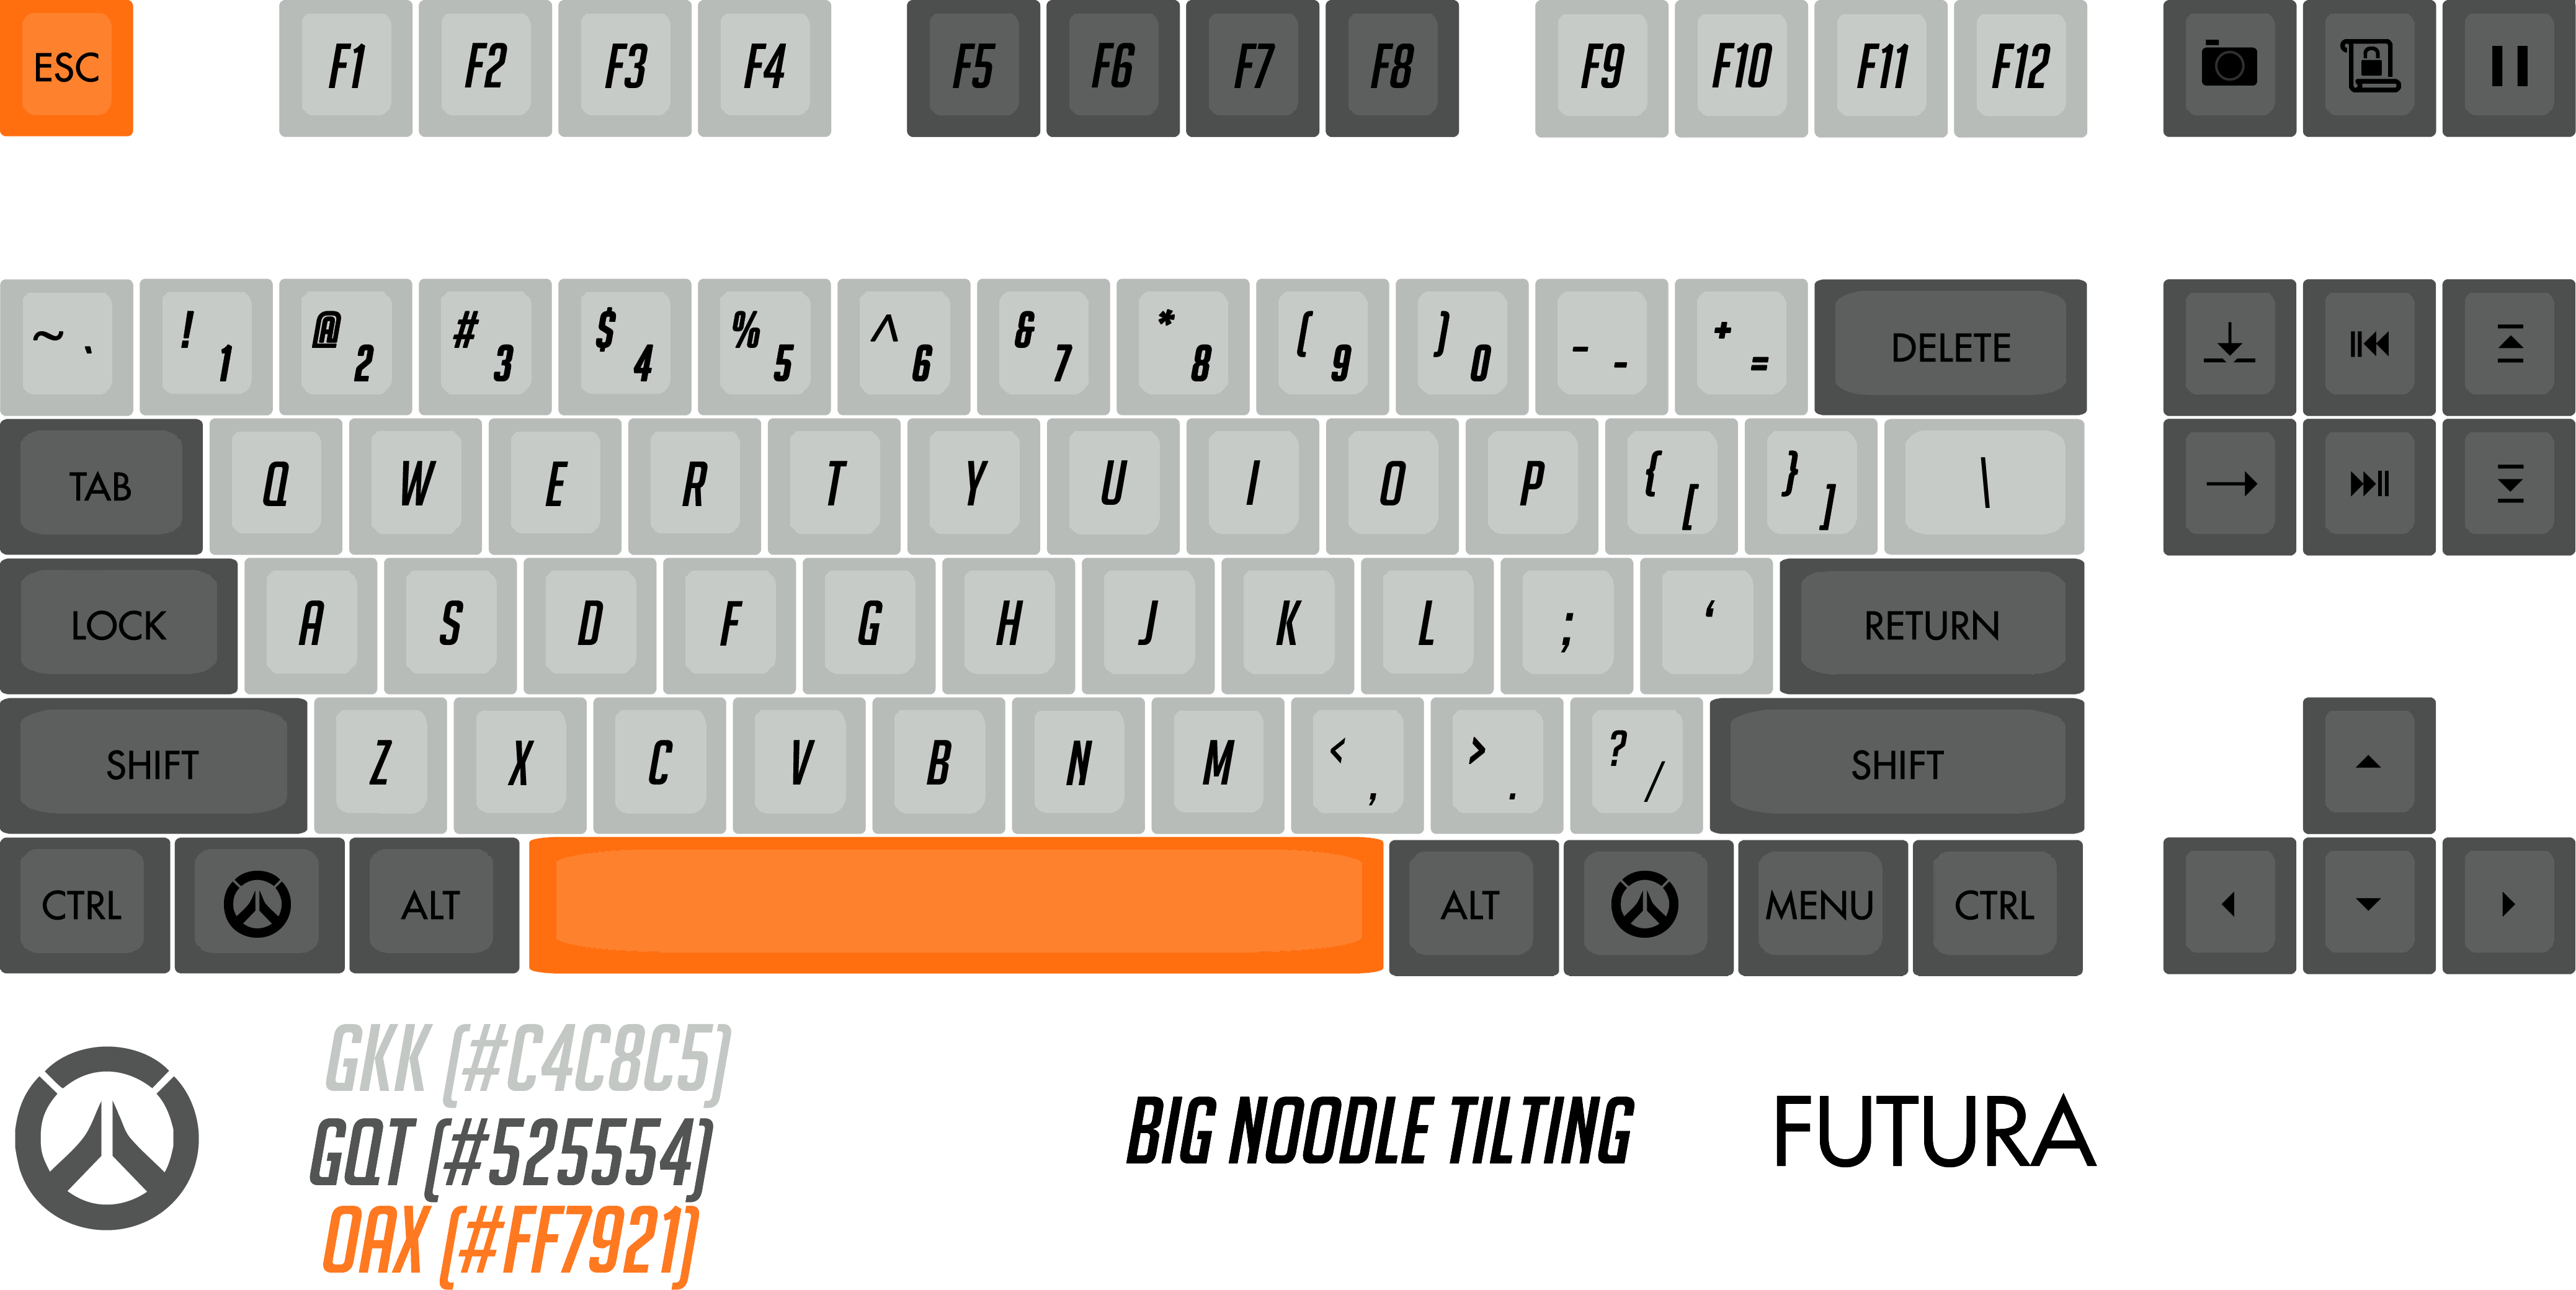 ESC F1 F2 F3 F4 F5 F6 F7 F8 F9 F10 F11 F12
~ ` ! 1 @ 2 # 3 $ 4 % 5 ^ 6 & 7 * 8 ( 9 ) 0 - - + = DELETE
TAB Q W E R T Y U I O P { [ } ] \
LOCK A S D F G H J K L ; ‘ RETURN
SHIFT Z X C V B N M < , > . ? / SHIFT
CTRL ALT ALT MENU CTRL
GKK (#C4C8C5)
GQT (#525554)
OAX (#FF7921)
BIG NOODLE TILTING
FUTURA